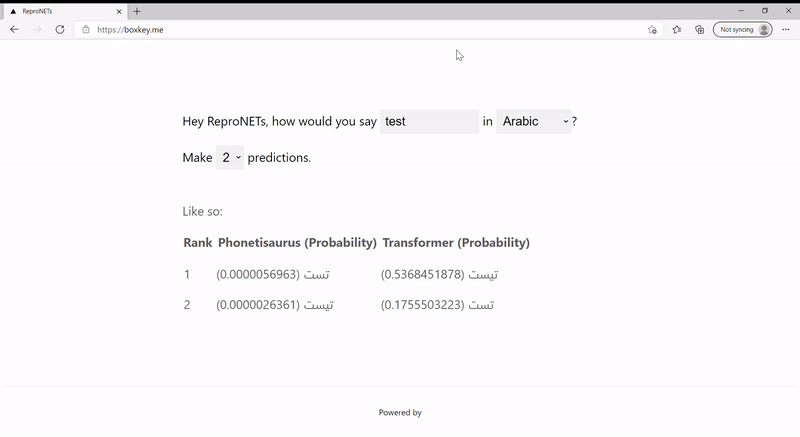 ReproNETs
https://boxkey.me
Not syncing
Hey ReproNETs, how would you say test in Arabic ?
Make 2 predictions.
Like so:
Rank Phonetisaurus (Probability) Transformer (Probability)
1 تست (0.0000056963) تيست (0.5368451878)
2 تيست (0.0000026361) تست (0.1755503223)
Powered by